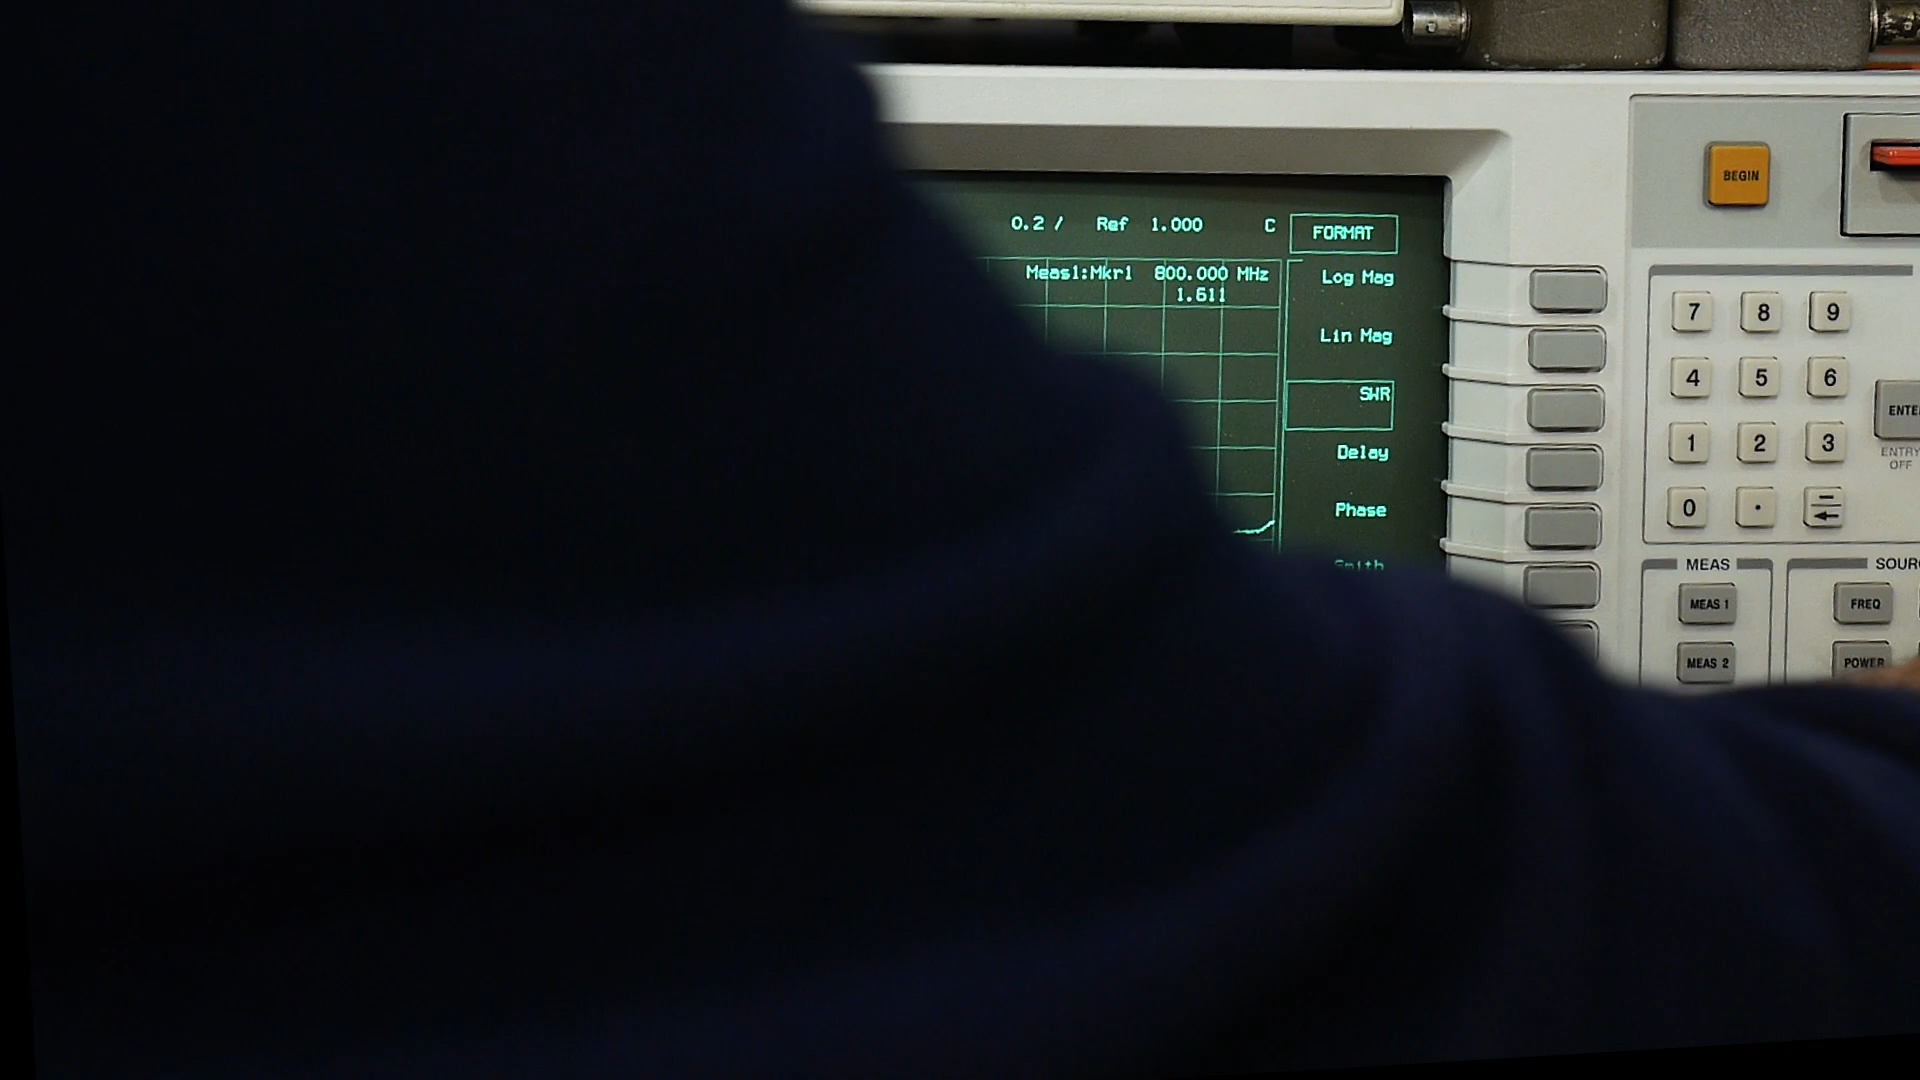 0.2 / Ref 1.000 C
Meas1:Mkr1 800.000 MHz
1.611
FORMAT
Log Mag
Lin Mag
SWR
Delay
Phase
Smith
BEGIN
7 8 9
4 5 6
1 2 3
0 . 
ENTRY
OFF
MEAS
MEAS 1
MEAS 2
FREQ
POWER